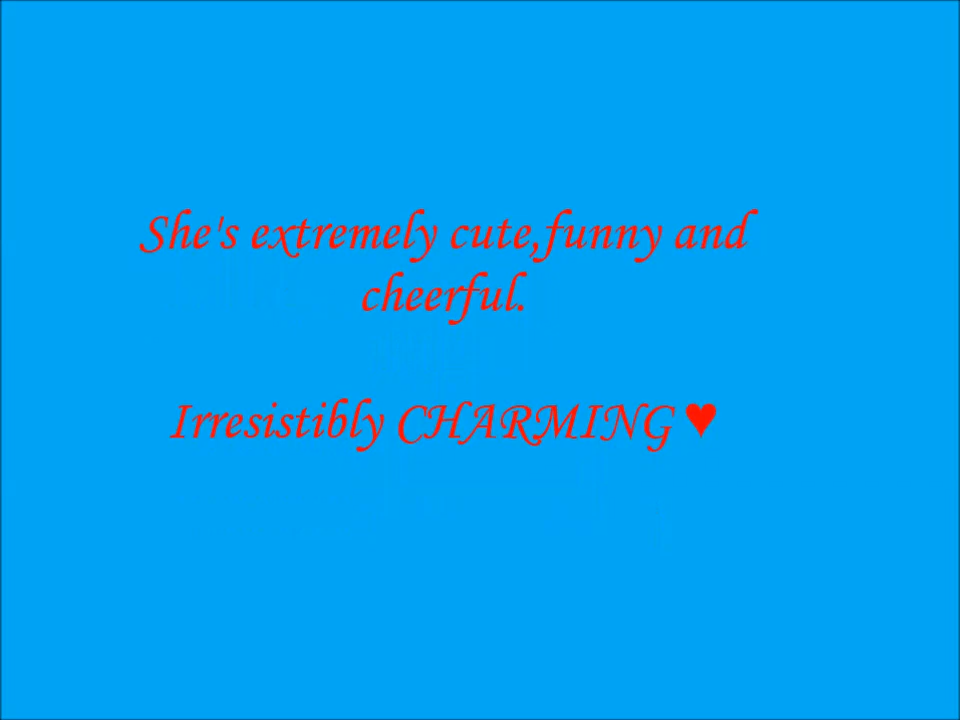 She's extremely cute,funny and
cheerful.
Irresistibly CHARMING ♥